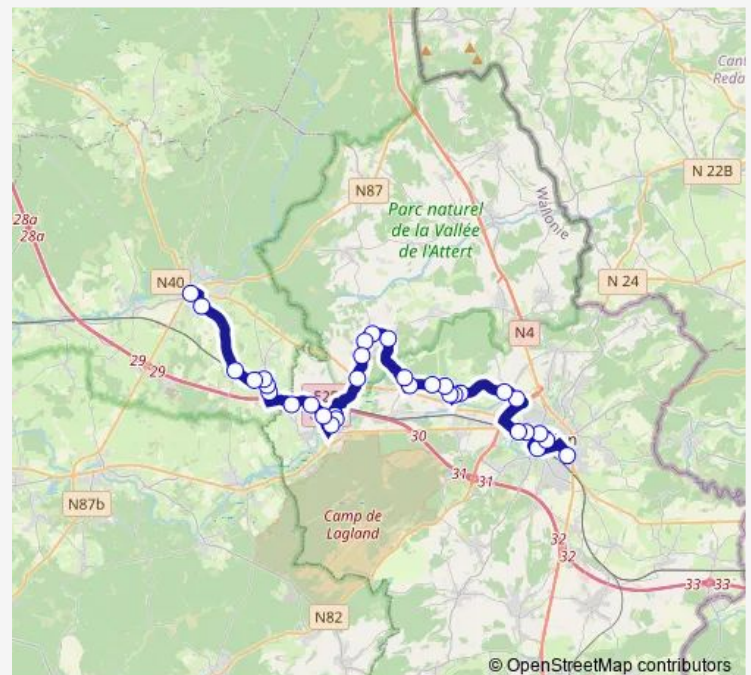 Cant
Reda
N 22B
N87
Parc naturel
de la Vallée
de l'Attert
Wallonie
28a
28a
N40
N 24
N4
29
29
E25
30
31
31
N87b
Camp de
Lagland
32
32
33
33
N82
© OpenStreetMap contributors